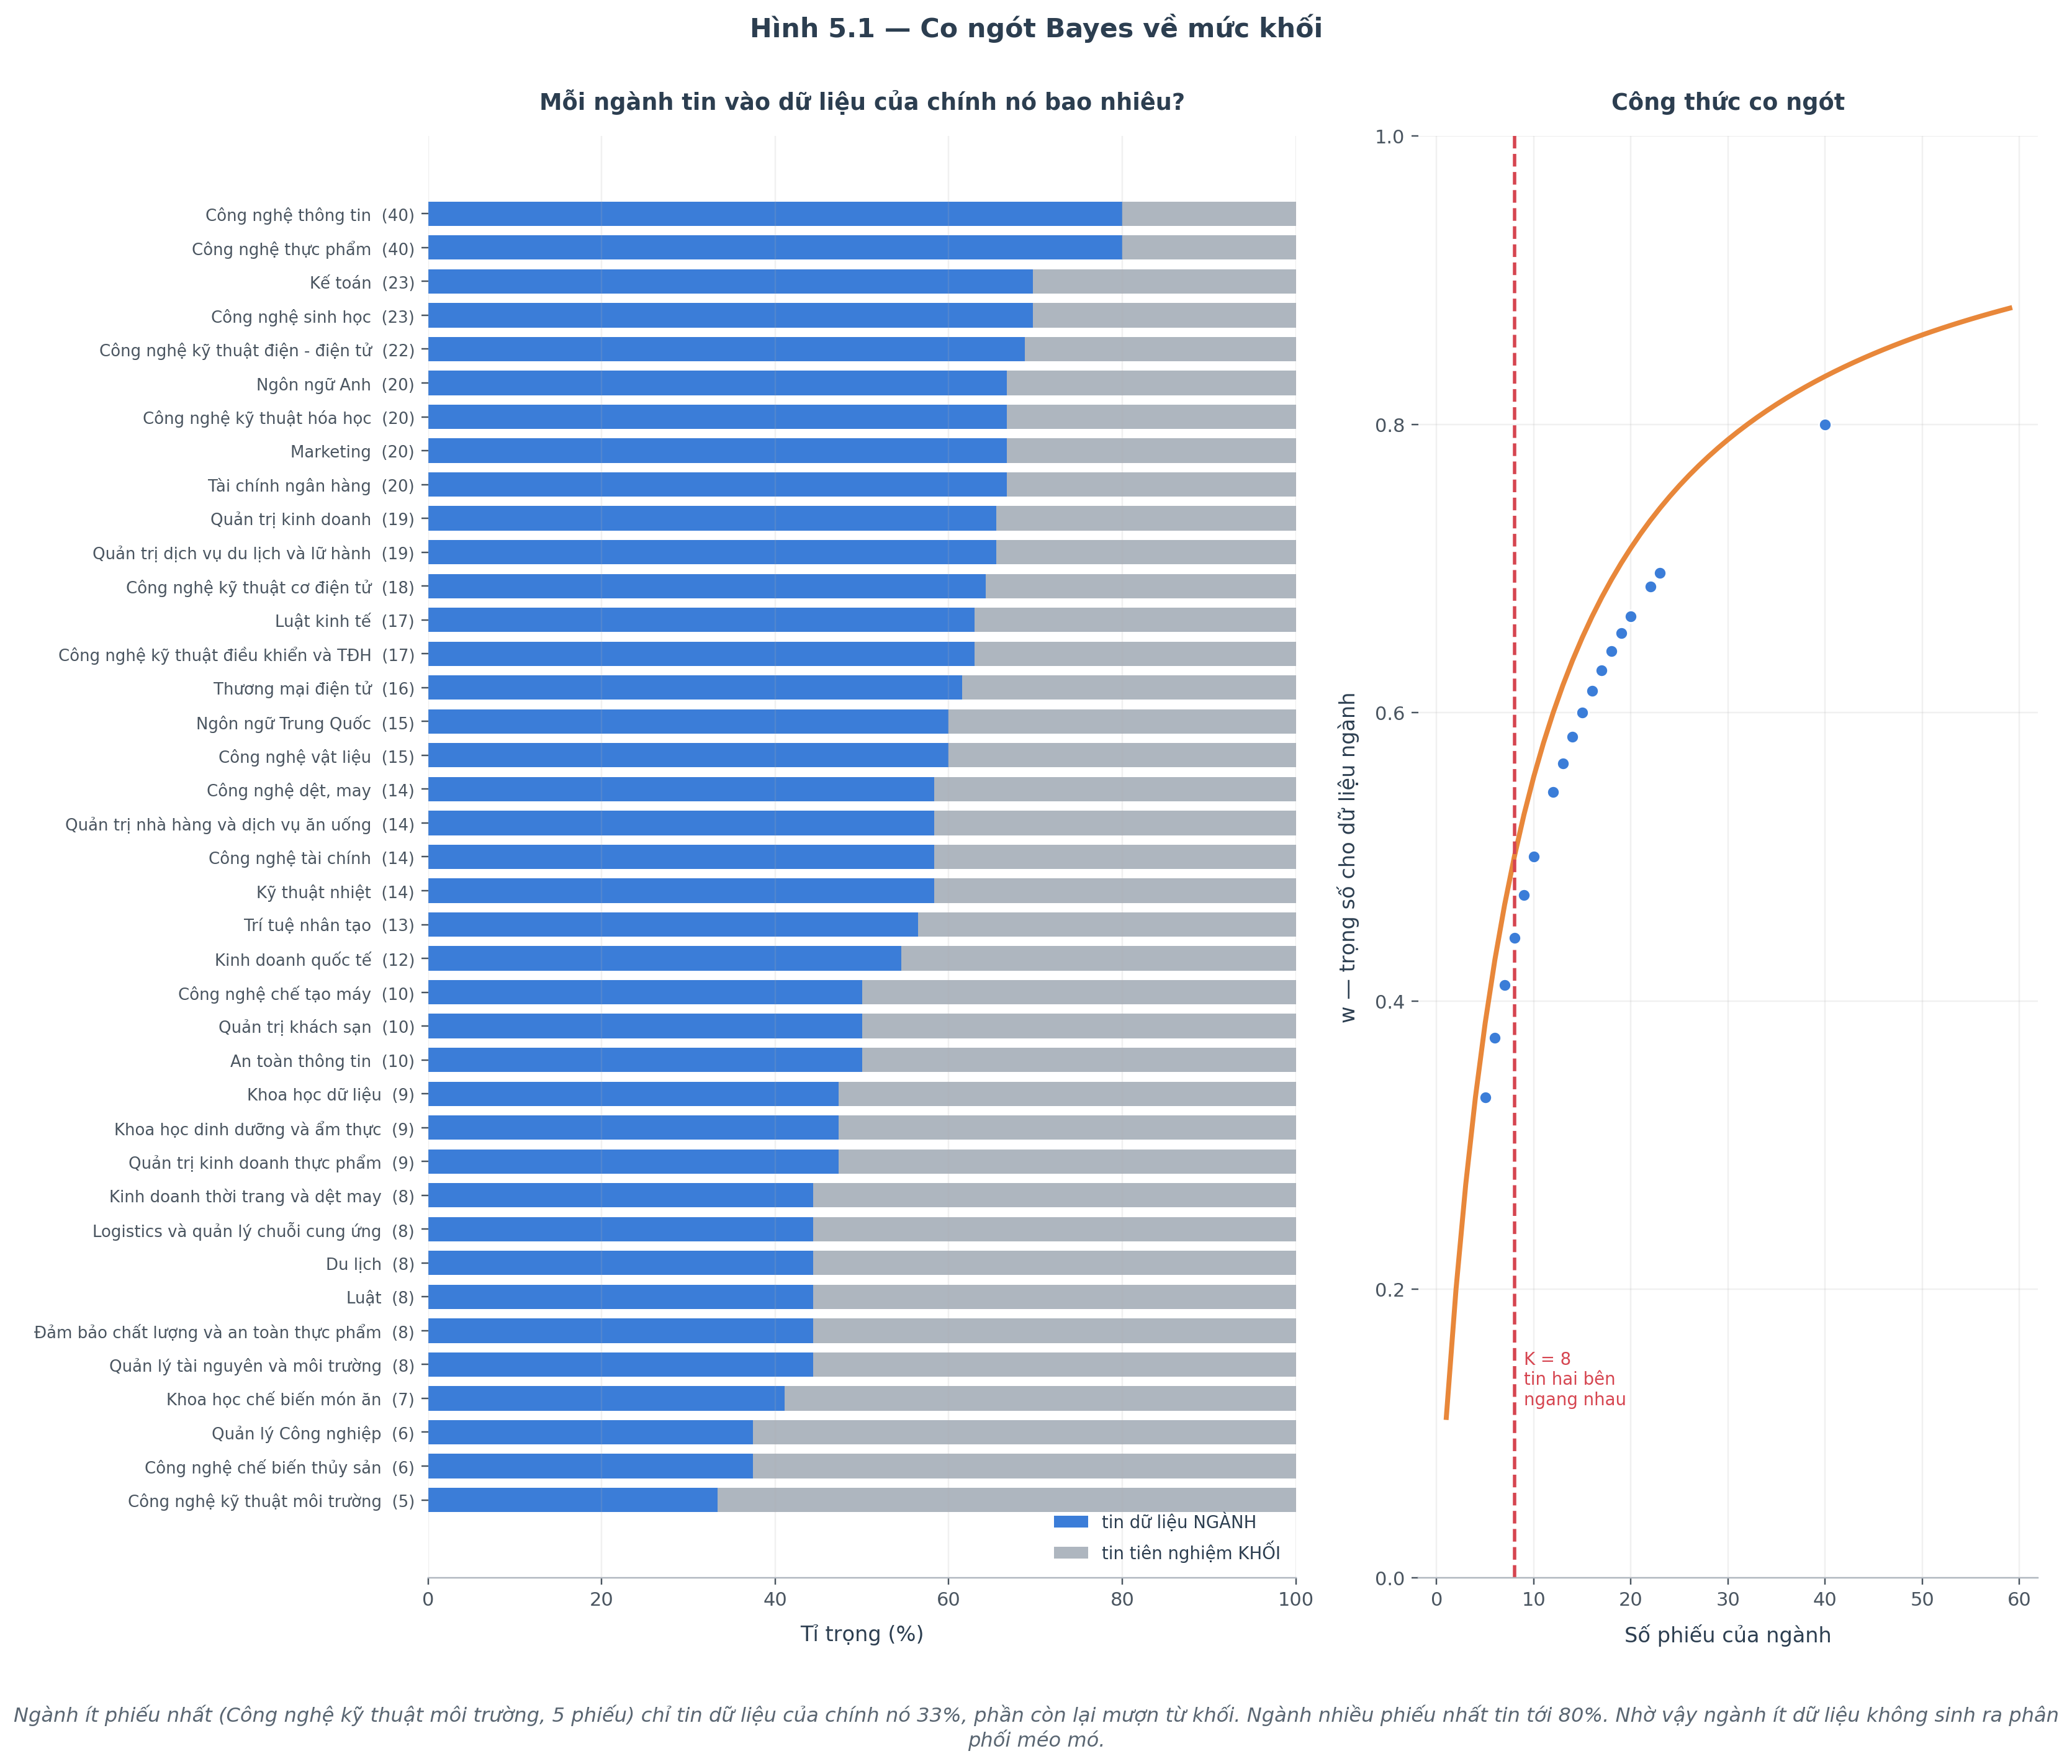 Hình 5.1 — Co ngót Bayes về mức khối
Mỗi ngành tin vào dữ liệu của chính nó bao nhiêu?
Công nghệ thông tin (40)
Công nghệ thực phẩm (40)
Kế toán (23)
Công nghệ sinh học (23)
Công nghệ kỹ thuật điện - điện tử (22)
Ngôn ngữ Anh (20)
Công nghệ kỹ thuật hóa học (20)
Marketing (20)
Tài chính ngân hàng (20)
Quản trị kinh doanh (19)
Quản trị dịch vụ du lịch và lữ hành (19)
Công nghệ kỹ thuật cơ điện tử (18)
Luật kinh tế (17)
Công nghệ kỹ thuật điều khiển và TĐH (17)
Thương mại điện tử (16)
Ngôn ngữ Trung Quốc (15)
Công nghệ vật liệu (15)
Công nghệ dệt, may (14)
Quản trị nhà hàng và dịch vụ ăn uống (14)
Công nghệ tài chính (14)
Kỹ thuật nhiệt (14)
Trí tuệ nhân tạo (13)
Kinh doanh quốc tế (12)
Công nghệ chế tạo máy (10)
Quản trị khách sạn (10)
An toàn thông tin (10)
Khoa học dữ liệu (9)
Khoa học dinh dưỡng và ẩm thực (9)
Quản trị kinh doanh thực phẩm (9)
Kinh doanh thời trang và dệt may (8)
Logistics và quản lý chuỗi cung ứng (8)
Du lịch (8)
Luật (8)
Đảm bảo chất lượng và an toàn thực phẩm (8)
Quản lý tài nguyên và môi trường (8)
Khoa học chế biến món ăn (7)
Quản lý Công nghiệp (6)
Công nghệ chế biến thủy sản (6)
Công nghệ kỹ thuật môi trường (5)
tin dữ liệu NGÀNH
tin tiên nghiệm KHỐI
0 20 40 60 80 100
Tỉ trọng (%)
Công thức co ngót
w — trọng số cho dữ liệu ngành
1.0
0.8
0.6
0.4
0.2
0.0
K = 8
tin hai bên
ngang nhau
0 10 20 30 40 50 60
Số phiếu của ngành
Ngành ít phiếu nhất (Công nghệ kỹ thuật môi trường, 5 phiếu) chỉ tin dữ liệu của chính nó 33%, phần còn lại mượn từ khối. Ngành nhiều phiếu nhất tin tới 80%. Nhờ vậy ngành ít dữ liệu không sinh ra phân
phối méo mó.